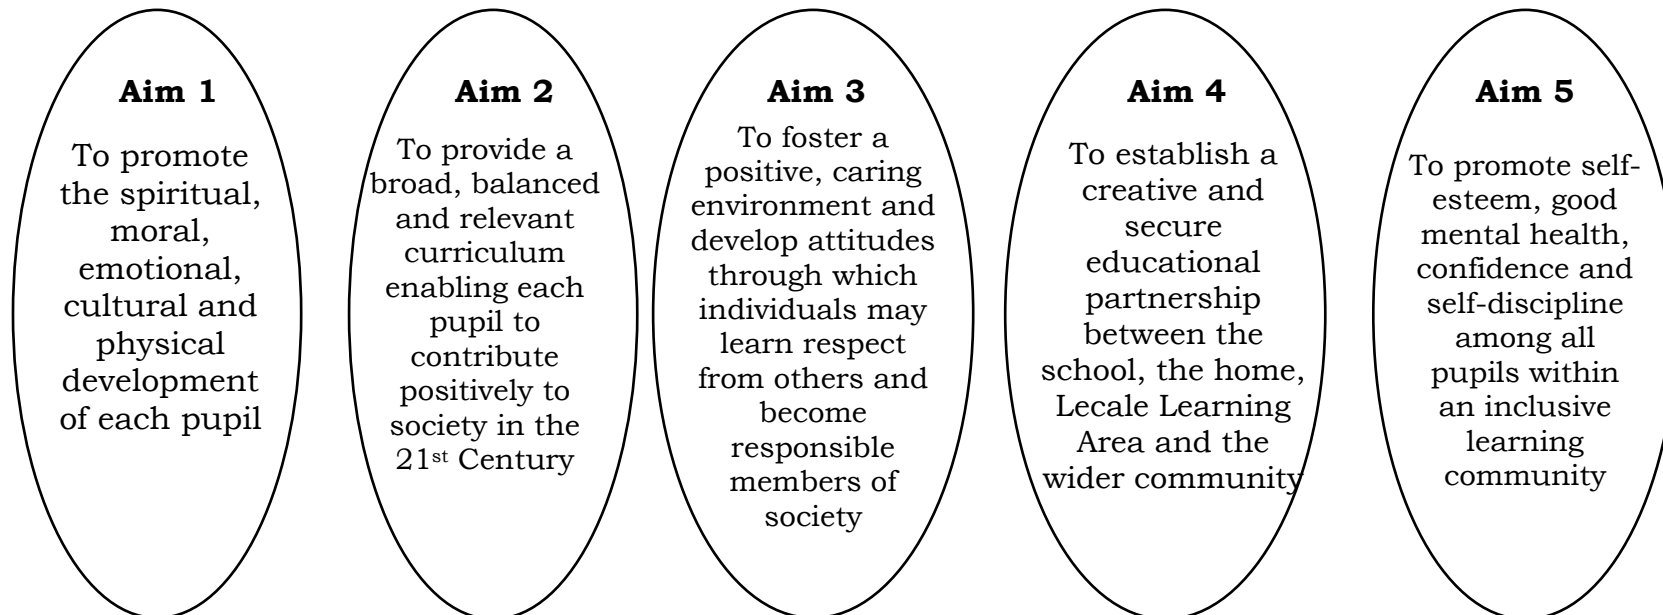 Aim 1
To promote
the spiritual,
moral,
emotional,
cultural and
physical
development
of each pupil
Aim 2
To provide a
broad, balanced
and relevant
curriculum
enabling each
pupil to
contribute
positively to
society in the
21st Century
Aim 3
To foster a
positive, caring
environment and
develop attitudes
through which
individuals may
learn respect
from others and
become
responsible
members of
society
Aim 4
To establish a
creative and
secure
educational
partnership
between the
school, the home,
Lecale Learning
Area and the
wider community
Aim 5
To promote self-
esteem, good
mental health,
confidence and
self-discipline
among all
pupils within
an inclusive
learning
community